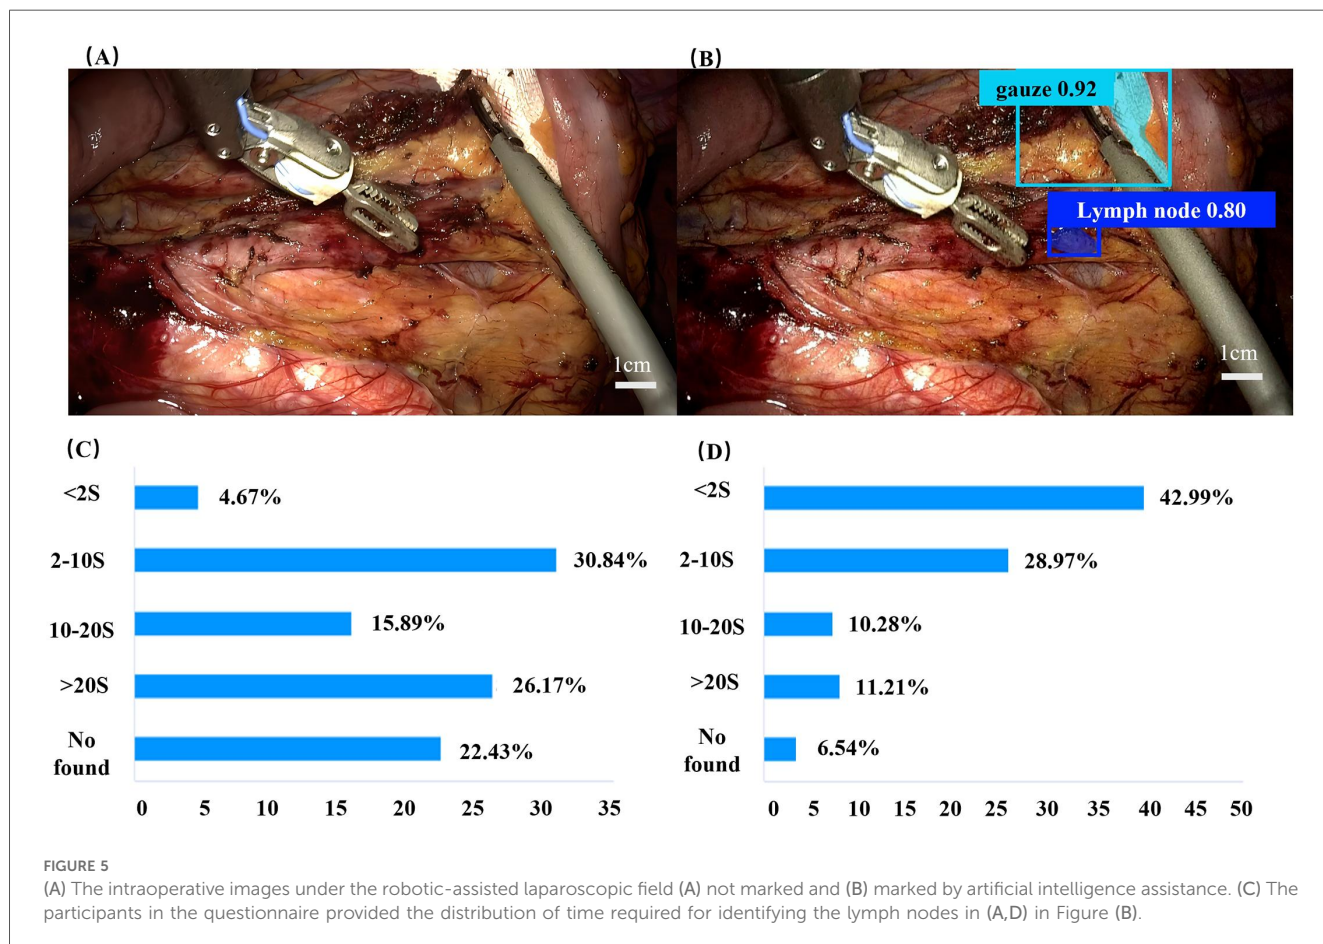 (A)
(B)
gauze 0.92
Lymph node 0.80
1cm
1cm
(C)
<2S 4.67%
2-10S 30.84%
10-20S 15.89%
>20S 26.17%
No
found 22.43%
0 5 10 15 20 25 30 35
(D)
<2S 42.99%
2-10S 28.97%
10-20S 10.28%
>20S 11.21%
No
found 6.54%
0 5 10 15 20 25 30 35 40 45 50
FIGURE 5
(A) The intraoperative images under the robotic-assisted laparoscopic field (A) not marked and (B) marked by artificial intelligence assistance. (C) The
participants in the questionnaire provided the distribution of time required for identifying the lymph nodes in (A,D) in Figure (B).